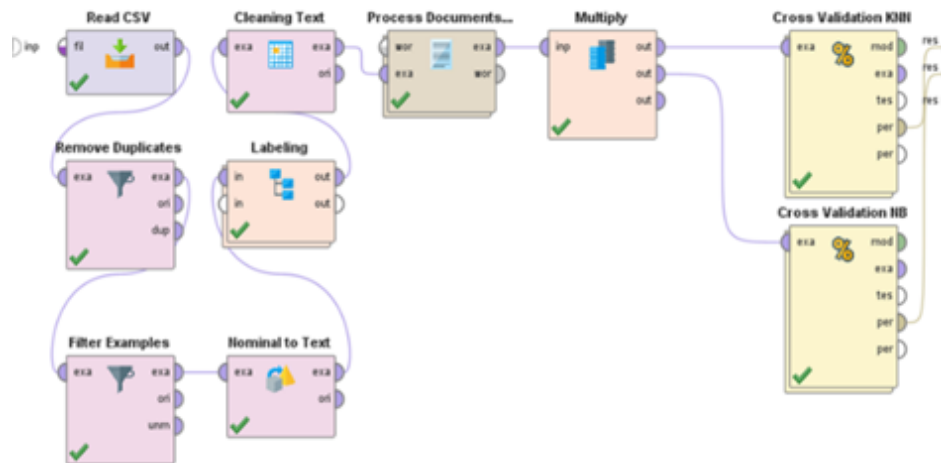 Read CSV
Cleaning Text
Process Documents...
Multiply
Cross Validation KNN
inp
fil
out
exa
exa
ori
wor
exa
exa
wor
inp
out
out
out
exa
mod
exa
tes
per
per
res
res
res
Remove Duplicates
exa
exa
ori
dup
Labeling
in
in
out
out
Cross Validation NB
exa
mod
exa
tes
per
per
Filter Examples
exa
exa
ori
unm
Nominal to Text
exa
exa
ori